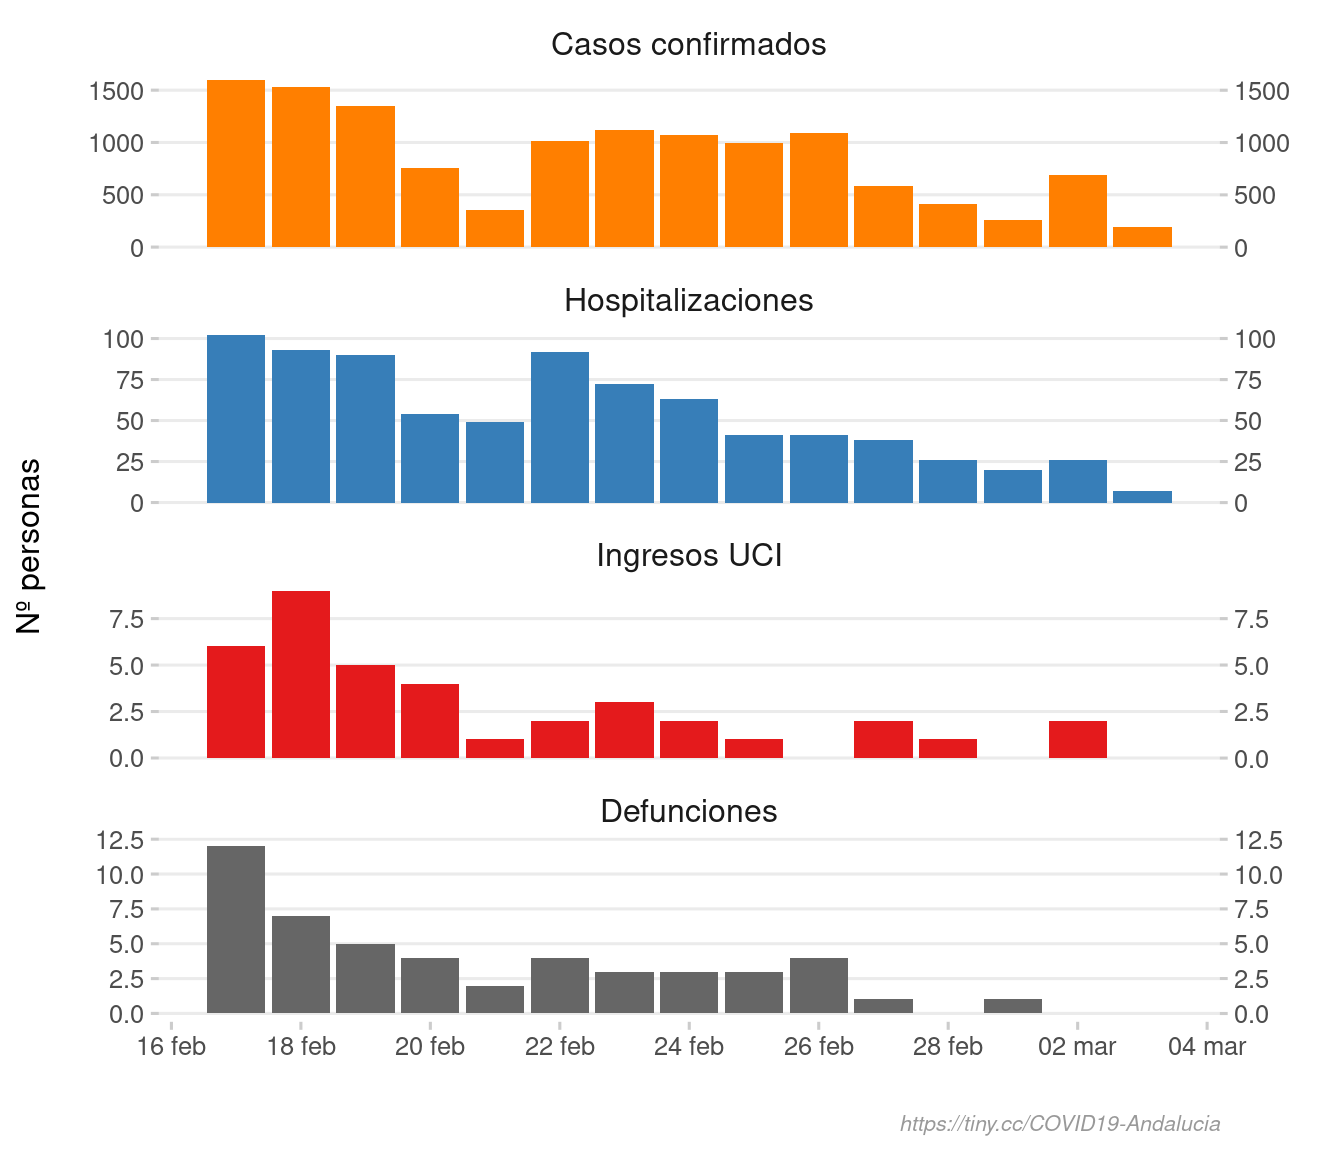 Casos confirmados
1500 1500
1000 1000
500 500
0 0
Hospitalizaciones
100 100
75 75
50 50
25 25
0 0
Nº personas
Ingresos UCI
7.5 7.5
5.0 5.0
2.5 2.5
0.0 0.0
Defunciones
12.5 12.5
10.0 10.0
7.5 7.5
5.0 5.0
2.5 2.5
0.0 0.0
16 feb 18 feb 20 feb 22 feb 24 feb 26 feb 28 feb 02 mar 04 mar
https://tiny.cc/COVID19-Andalucia